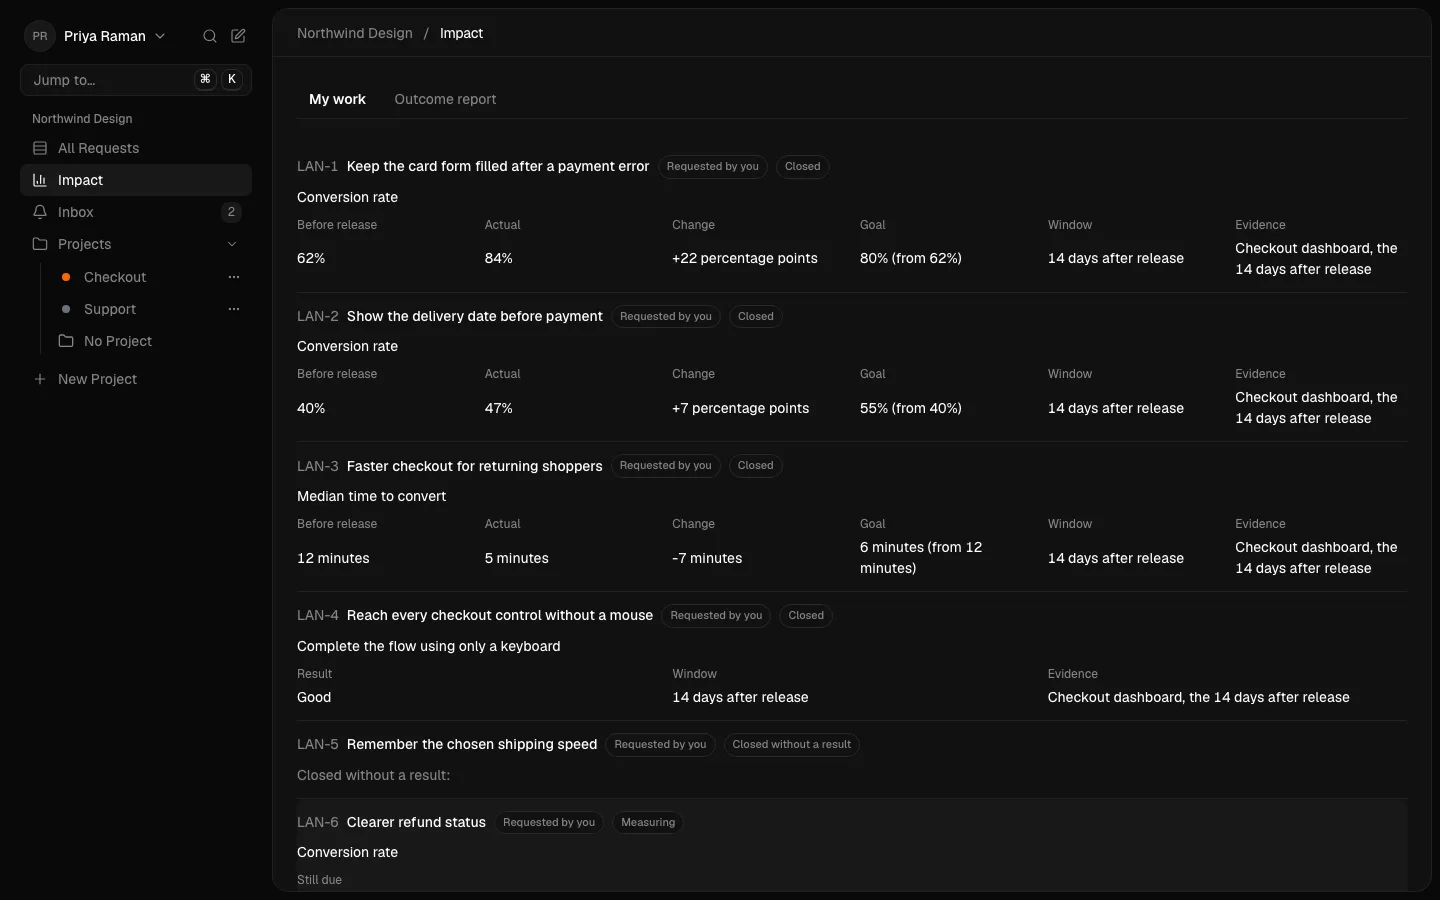 PR Priya Raman
Jump to... ⌘ K
Northwind Design
All Requests
Impact
Inbox 2
Projects
Checkout
Support
No Project
New Project
Northwind Design / Impact
My work Outcome report
LAN-1 Keep the card form filled after a payment error Requested by you Closed
Conversion rate
Before release Actual Change Goal Window Evidence
62% 84% +22 percentage points 80% (from 62%) 14 days after release Checkout dashboard, the
14 days after release
LAN-2 Show the delivery date before payment Requested by you Closed
Conversion rate
Before release Actual Change Goal Window Evidence
40% 47% +7 percentage points 55% (from 40%) 14 days after release Checkout dashboard, the
14 days after release
LAN-3 Faster checkout for returning shoppers Requested by you Closed
Median time to convert
Before release Actual Change Goal Window Evidence
12 minutes 5 minutes -7 minutes 6 minutes (from 12 14 days after release Checkout dashboard, the
minutes) 14 days after release
LAN-4 Reach every checkout control without a mouse Requested by you Closed
Complete the flow using only a keyboard
Result Window Evidence
Good 14 days after release Checkout dashboard, the 14 days after release
LAN-5 Remember the chosen shipping speed Requested by you Closed without a result
Closed without a result:
LAN-6 Clearer refund status Requested by you Measuring
Conversion rate
Still due